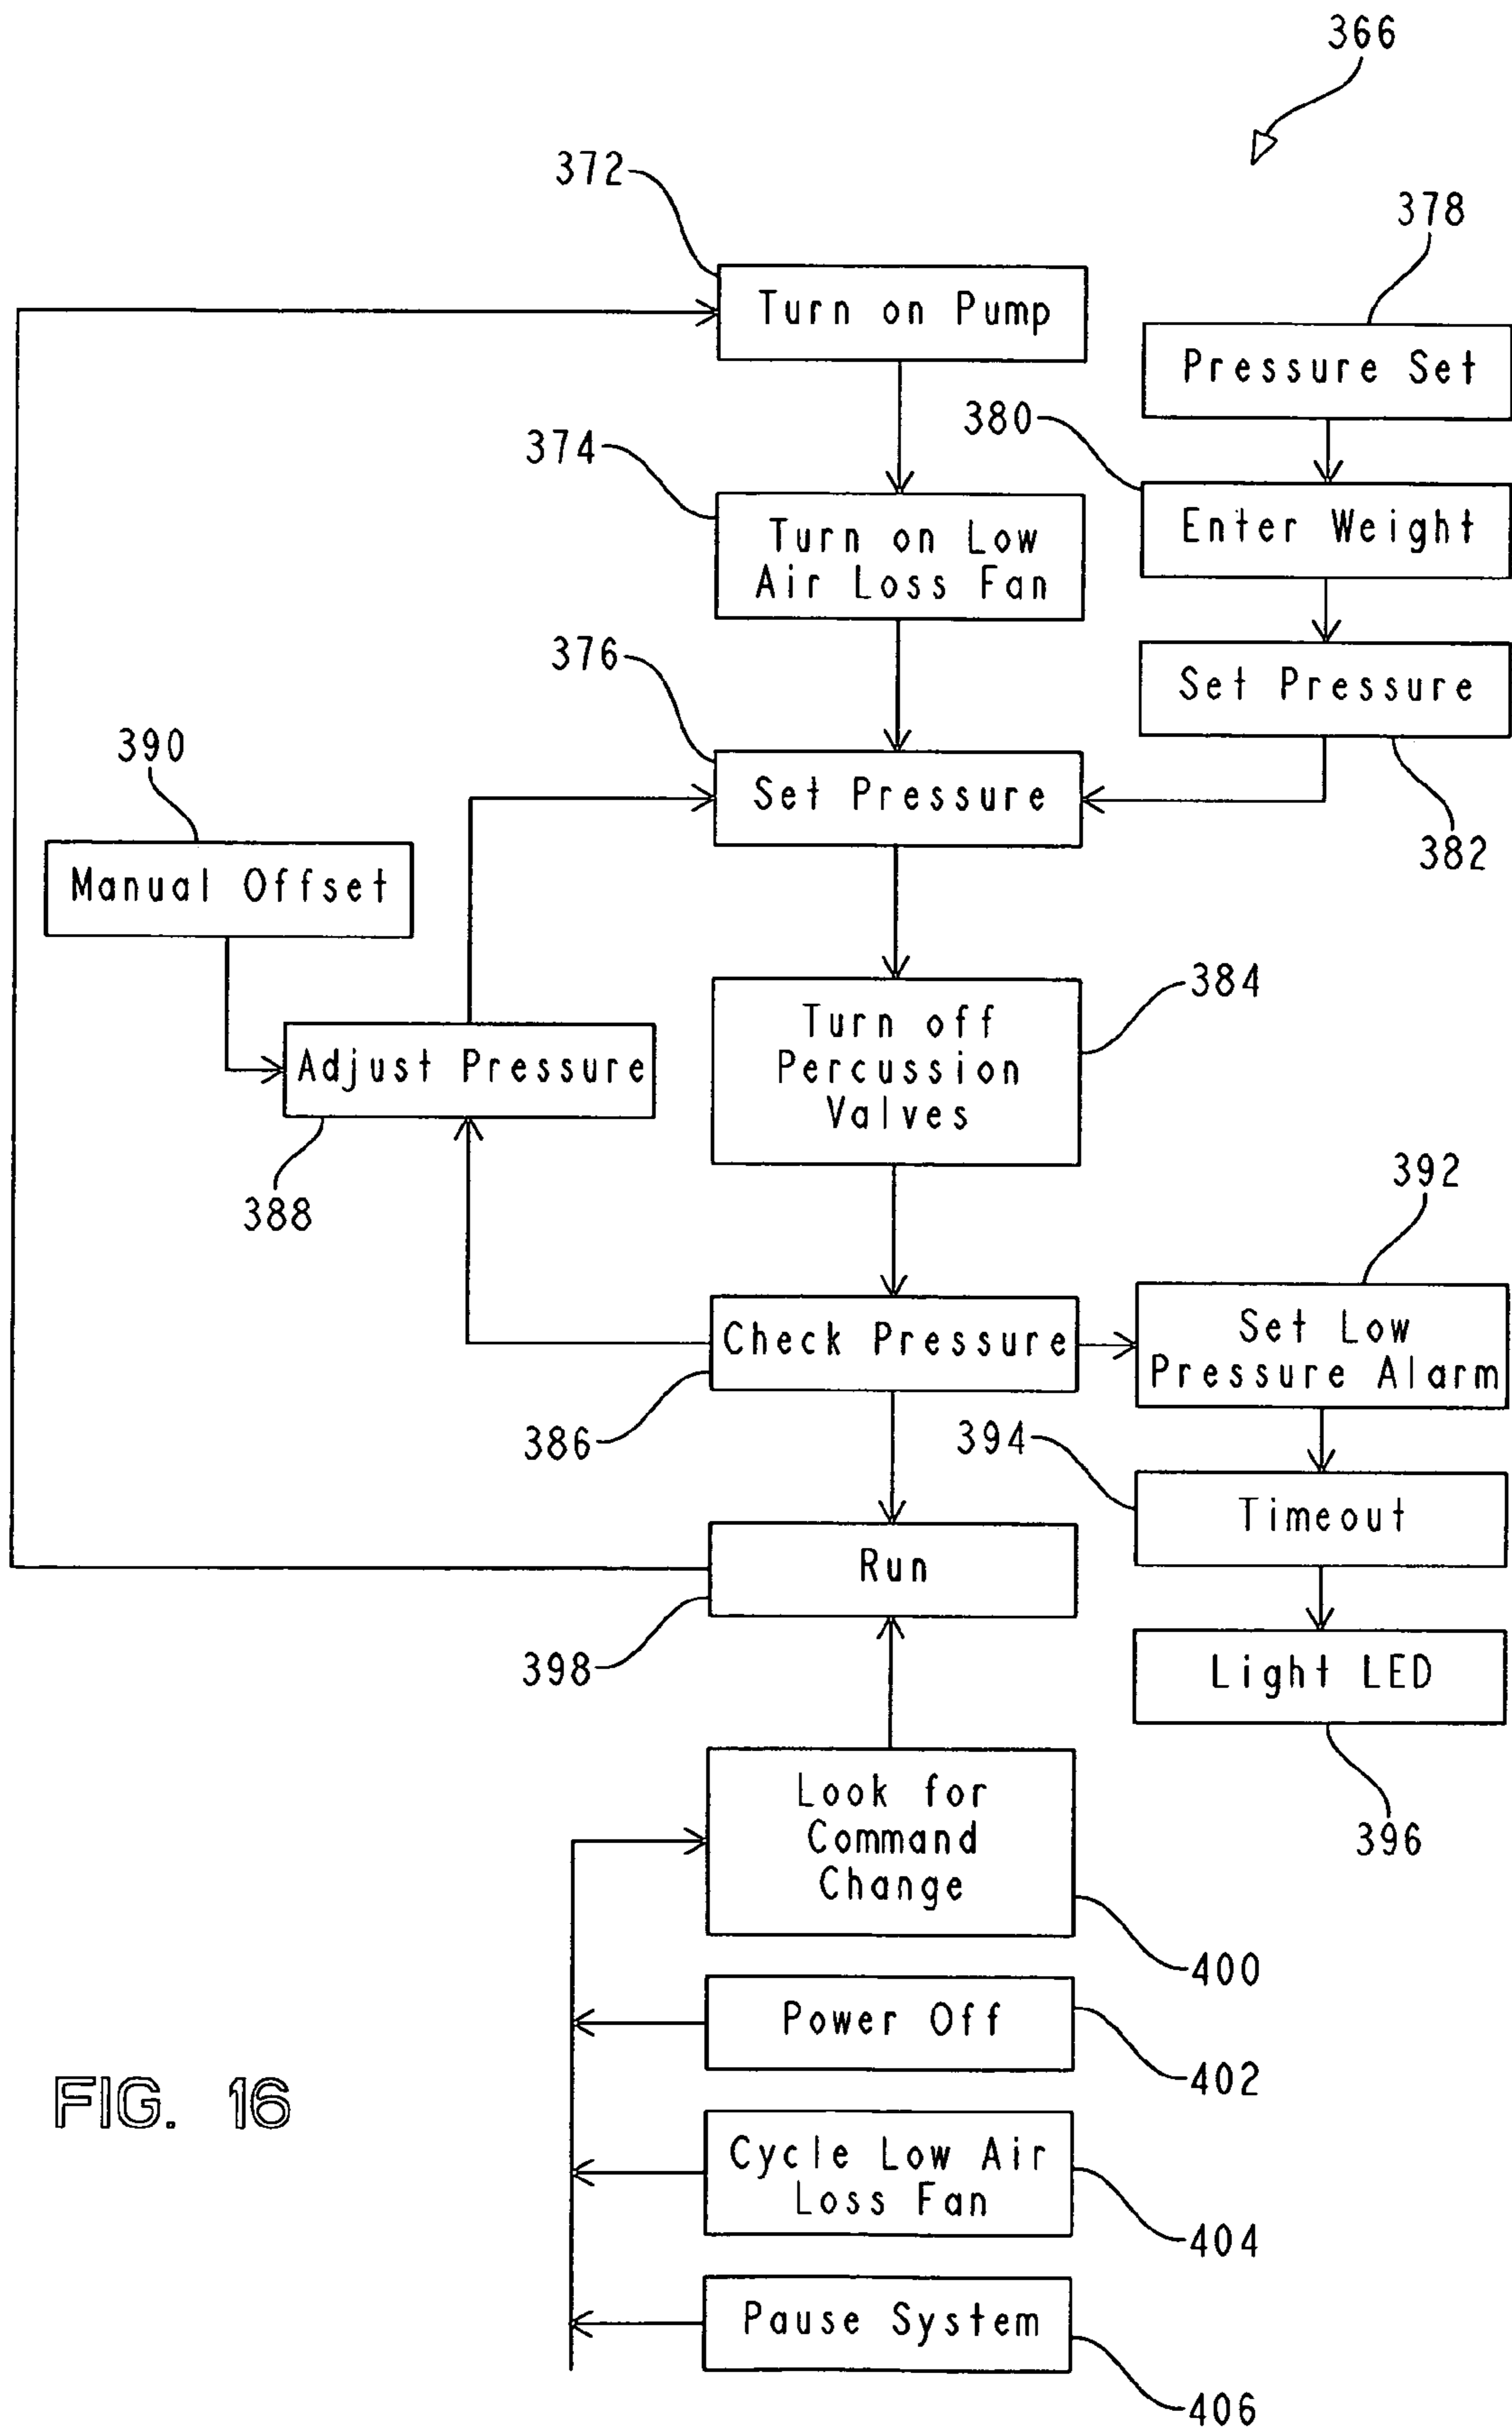 366
372
378
Turn on Pump
Pressure Set
380
374
Enter Weight
Turn on Low
Air Loss Fan
376
Set Pressure
390
Set Pressure
382
Manual Offset
384
Turn off
Percussion
Valves
Adjust Pressure
388
392
Check Pressure
Set Low
Pressure Alarm
386
394
Timeout
Run
398
Light LED
Look for
Command
Change
396
400
Power Off
402
FIG. 16
Cycle Low Air
Loss Fan
404
Pause System
406